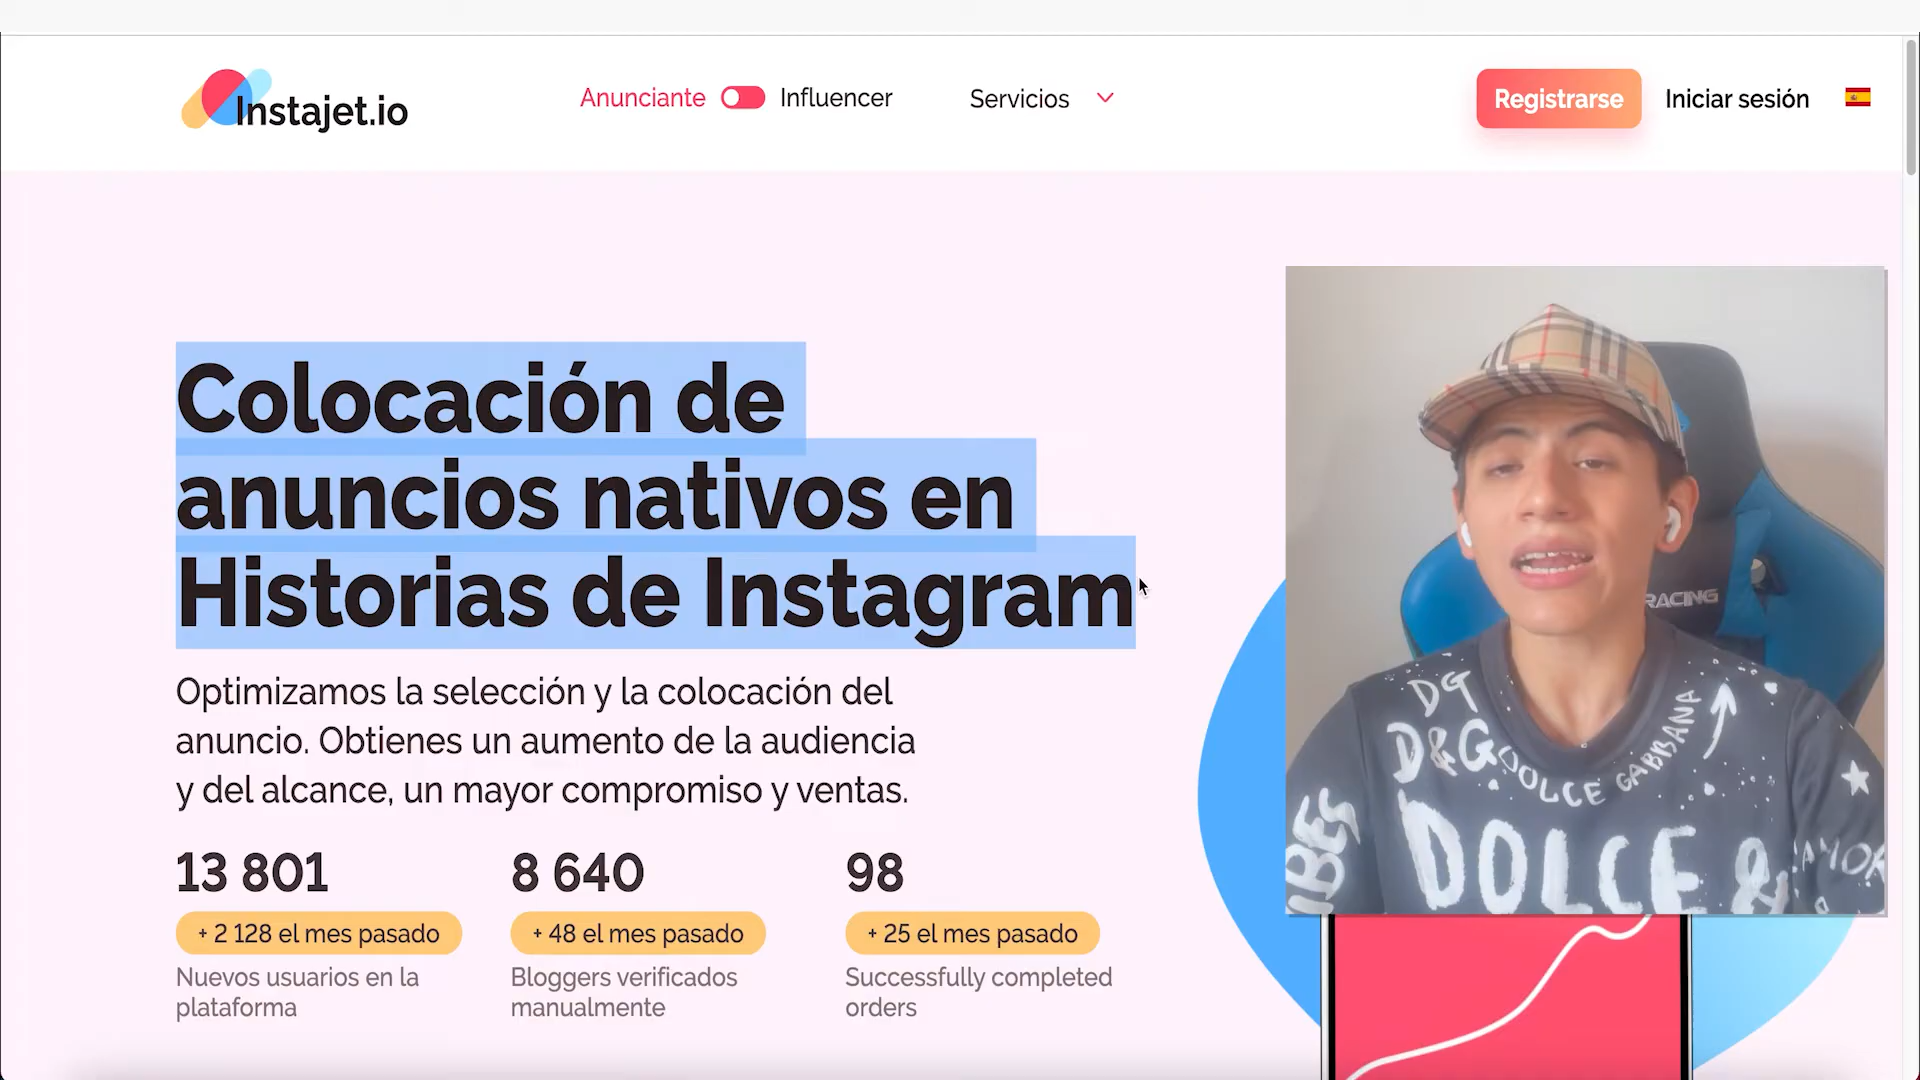 Instajet.io
Anunciante
Influencer
Servicios
Registrarse
Iniciar sesión
Colocación de
anuncios nativos en
Historias de Instagram
Optimizamos la selección y la colocación del
anuncio. Obtienes un aumento de la audiencia
y del alcance, un mayor compromiso y ventas.
13 801
+ 2 128 el mes pasado
Nuevos usuarios en la
plataforma
8 640
+ 48 el mes pasado
Bloggers verificados
manualmente
98
+ 25 el mes pasado
Successfully completed
orders
RACING
DG
D&G
DOLCE GABBANA
DOLCE &